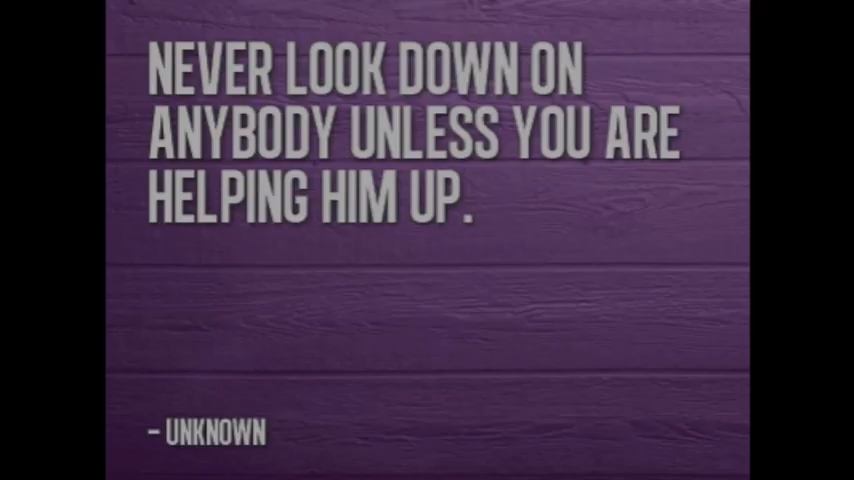 NEVER LOOK DOWN ON
ANYBODY UNLESS YOU ARE
HELPING HIM UP.
- UNKNOWN